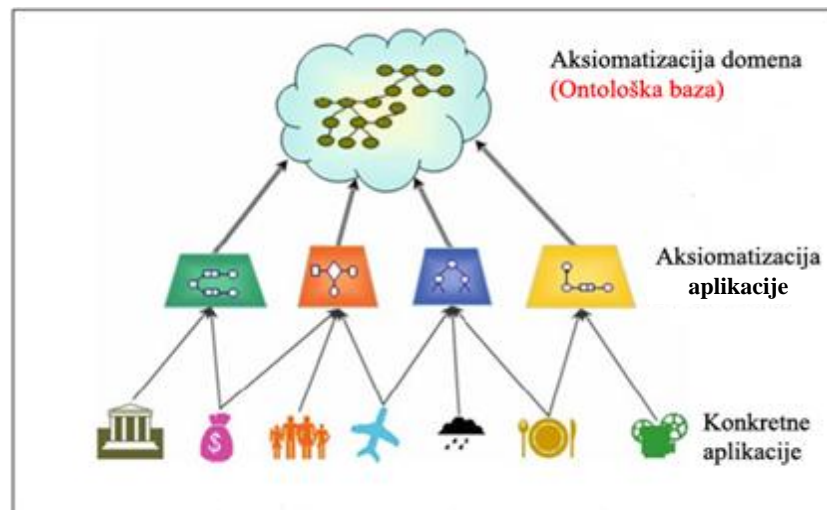 Aksiomatizacija domena
(Ontološka baza)
Aksiomatizacija
aplikacije
$
Konkretne
aplikacije